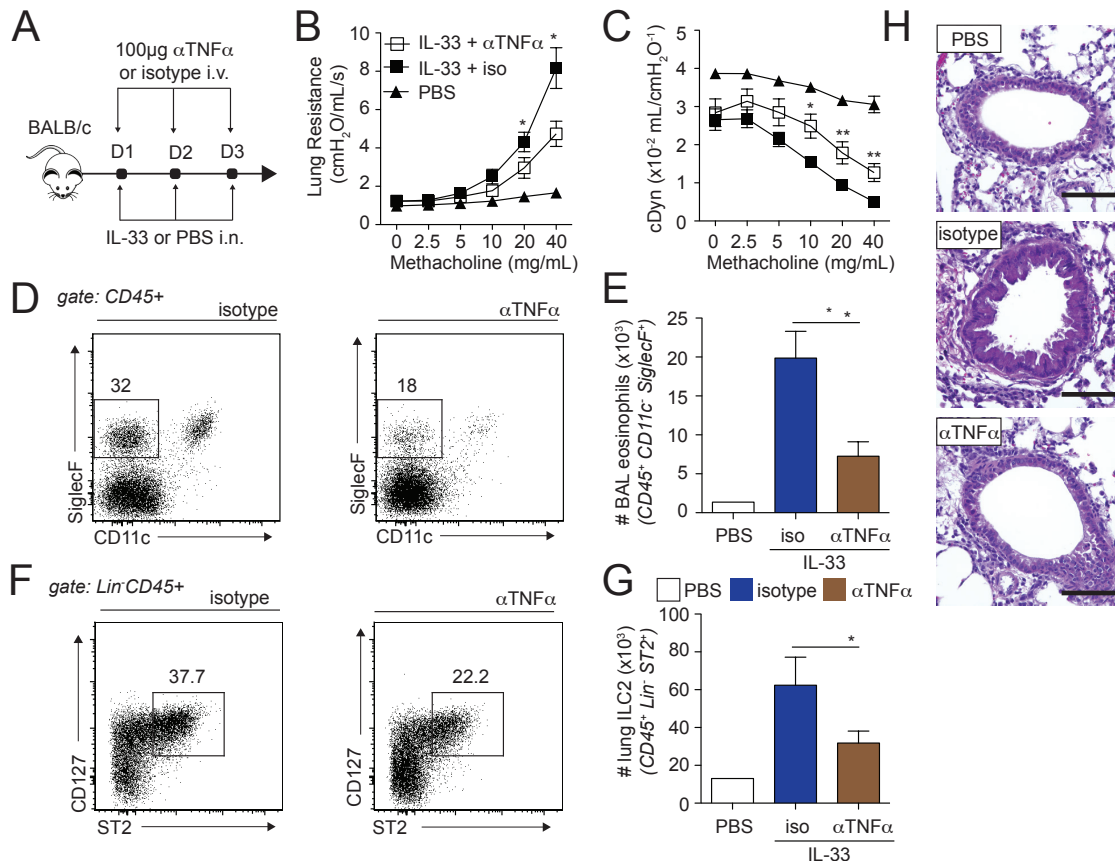 A
100µg αTNFα
or isotype i.v.
BALB/c
D1
D2
D3
IL-33 or PBS i.n.
B
Lung Resistance
(cmH2O/mL/s)
10
8
6
4
2
0
IL-33 + αTNFα
IL-33 + iso
PBS
*
*
0 2.5 5 10 20 40
Methacholine (mg/mL)
C
cDyn (x10-2 mL/cmH2O-1)
5
4
3
2
1
0
*
**
**
0 2.5 5 10 20 40
Methacholine (mg/mL)
D
gate: CD45+
isotype
αTNFα
32
18
SiglecF
CD11c
SiglecF
CD11c
E
# BAL eosinophils (x103)
(CD45+ CD11c- SiglecF+)
25
20
15
10
5
0
* *
PBS iso αTNFα
IL-33
F
gate: Lin-CD45+
isotype
αTNFα
37.7
22.2
CD127
ST2
CD127
ST2
G
PBS isotype αTNFα
# lung ILC2 (x103)
(CD45+ Lin- ST2+)
100
80
60
40
20
0
*
PBS iso αTNFα
IL-33
H
PBS
isotype
αTNFα